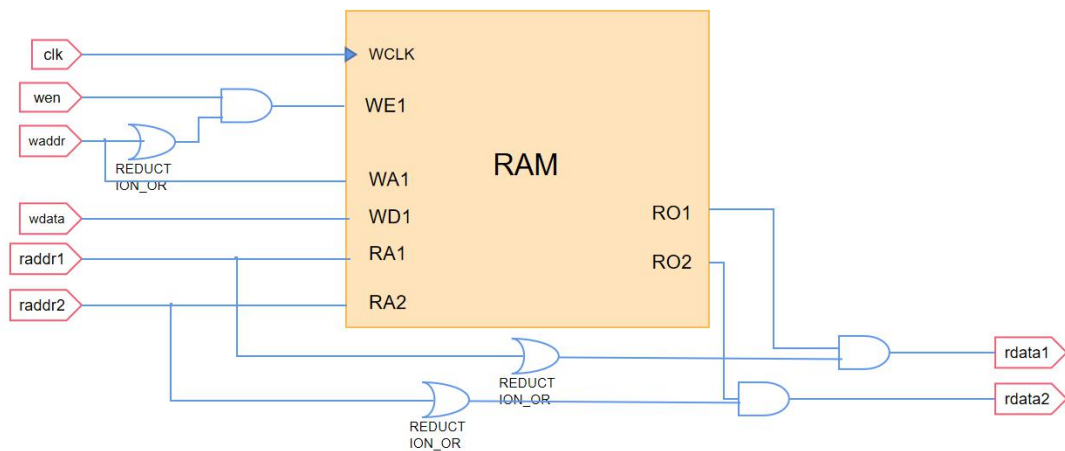 clk
WCLK
wen
WE1
waddr
REDUCT
ION_OR
RAM
WA1
wdata
WD1
RO1
raddr1
RA1
RO2
raddr2
RA2
rdata1
REDUCT
ION_OR
rdata2
REDUCT
ION_OR